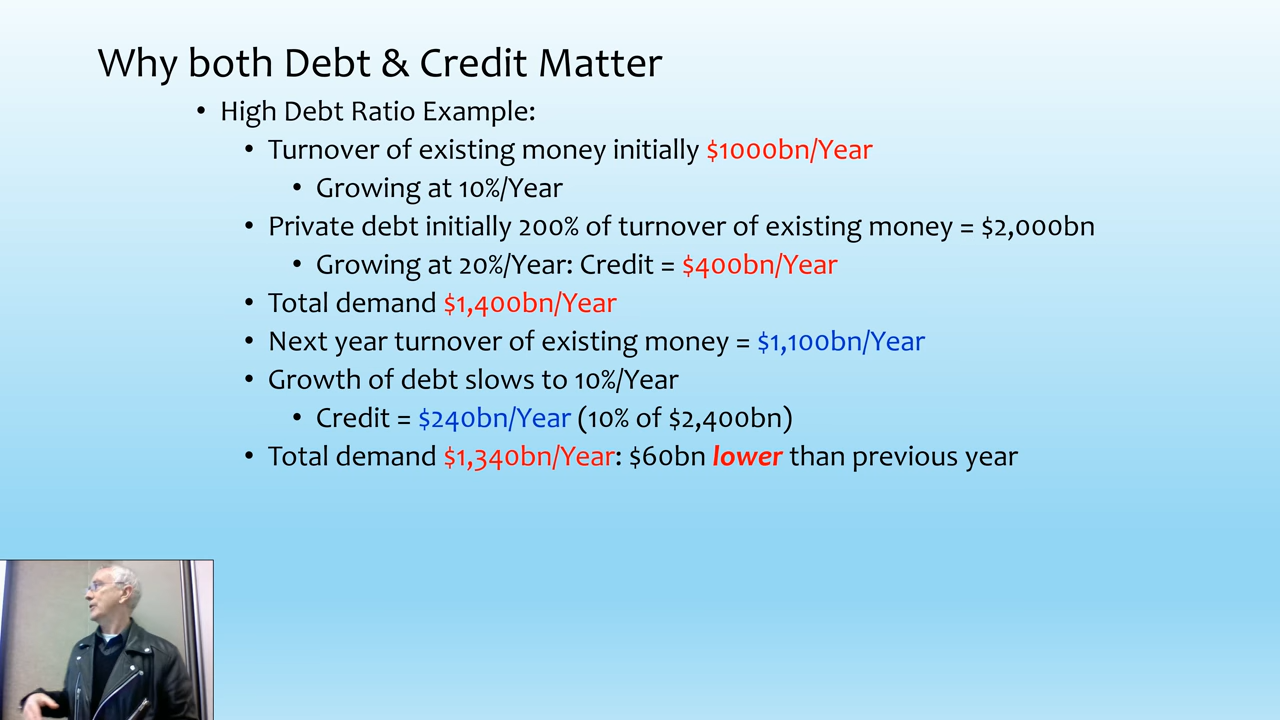 Why both Debt & Credit Matter
• High Debt Ratio Example:
• Turnover of existing money initially $1000bn/Year
• Growing at 10%/Year
• Private debt initially 200% of turnover of existing money = $2,000bn
• Growing at 20%/Year: Credit = $400bn/Year
• Total demand $1,400bn/Year
• Next year turnover of existing money = $1,100bn/Year
• Growth of debt slows to 10%/Year
• Credit = $240bn/Year (10% of $2,400bn)
• Total demand $1,340bn/Year: $60bn lower than previous year